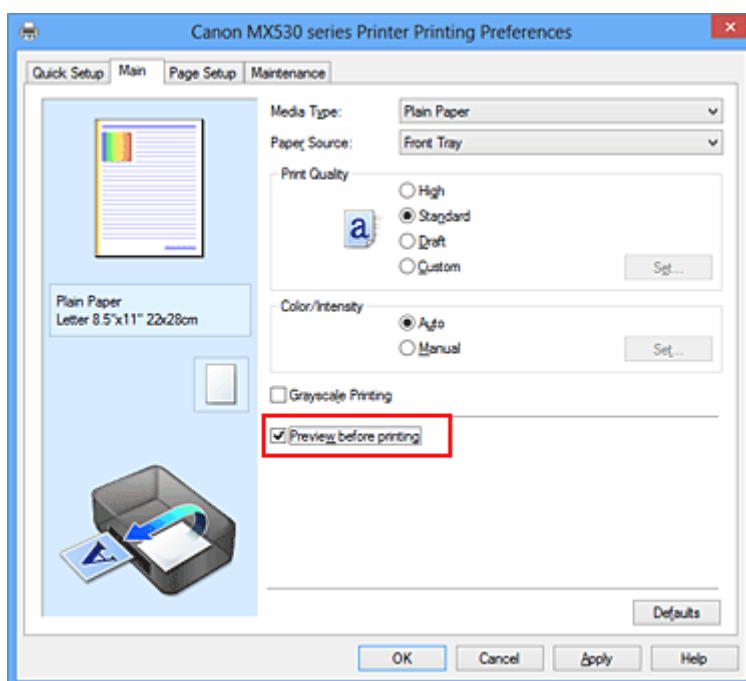 Canon MX530 series Printer Printing Preferences
Quick Setup Main Page Setup Maintenance
Media Type: Plain Paper
Paper Source: Front Tray
Print Quality
High
a
Standard
Draft
Custom Set...
Plain Paper
Letter 8.5"x11" 22x28cm
Color/Intensity
Auto
Manual Set...
Grayscale Printing
Preview before printing
A
Defaults
OK Cancel Apply Help